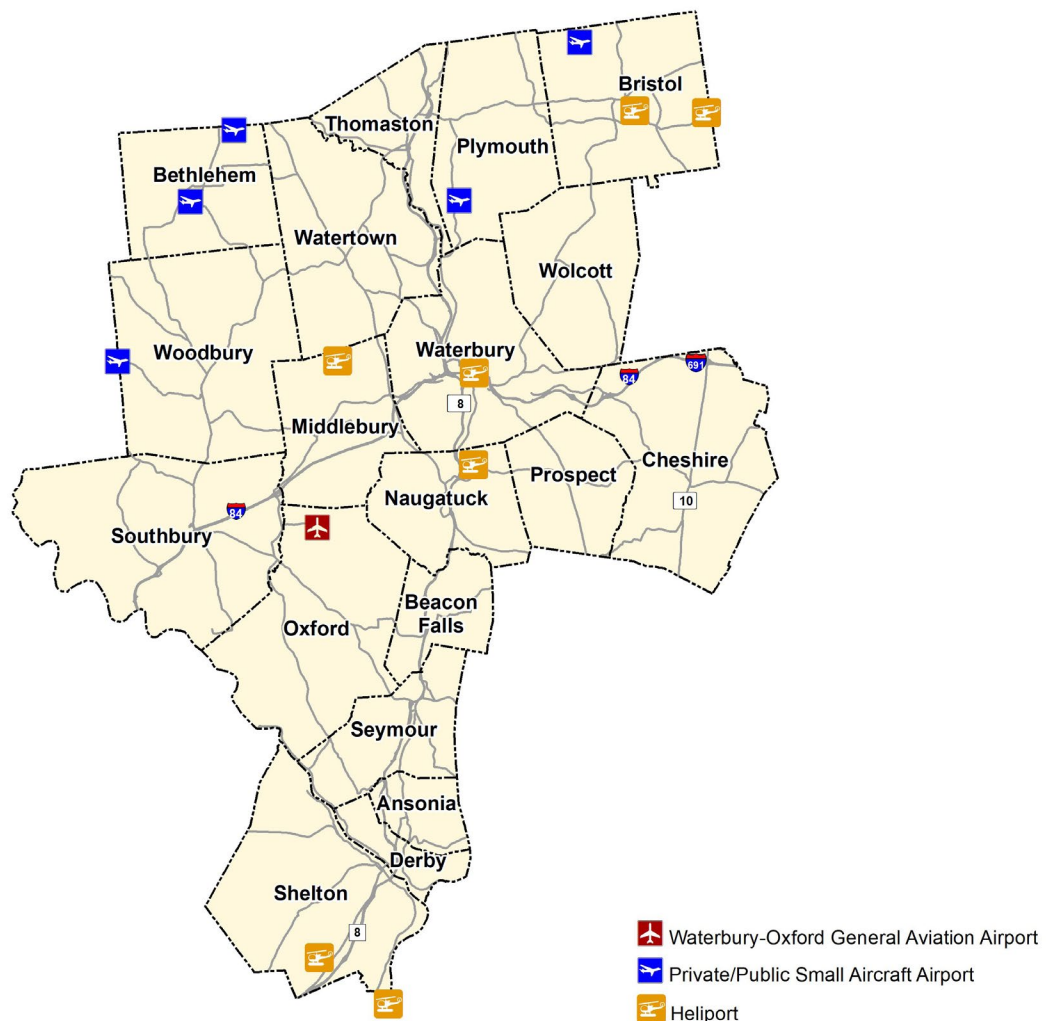 Bristol
Thomaston
Plymouth
Bethlehem
Watertown
Wolcott
Woodbury
Waterbury
691
84
8
Middlebury
Cheshire
Prospect
Naugatuck
10
84
Southbury
Beacon
Falls
Oxford
Seymour
Ansonia
Derby
Shelton
8
Waterbury-Oxford General Aviation Airport
Private/Public Small Aircraft Airport
Heliport